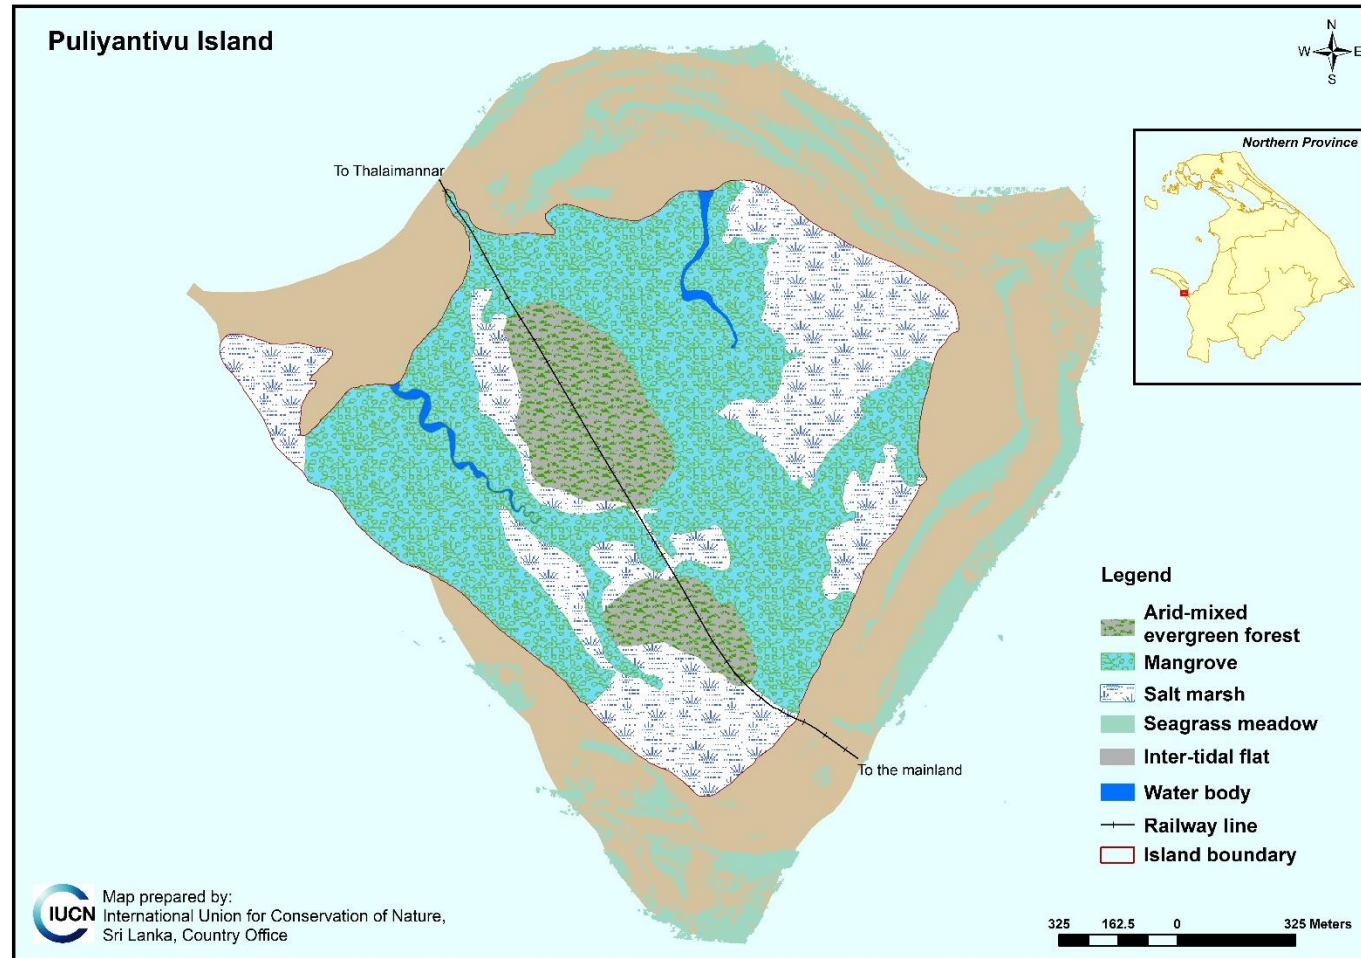 Puliyantivu Island
N
W E
S
Northern Province
To Thalaimannar
To the mainland
Legend
Arid-mixed
evergreen forest
Mangrove
Salt marsh
Seagrass meadow
Inter-tidal flat
Water body
Railway line
Island boundary
IUCN
Map prepared by:
International Union for Conservation of Nature,
Sri Lanka, Country Office
325 162.5 0 325 Meters